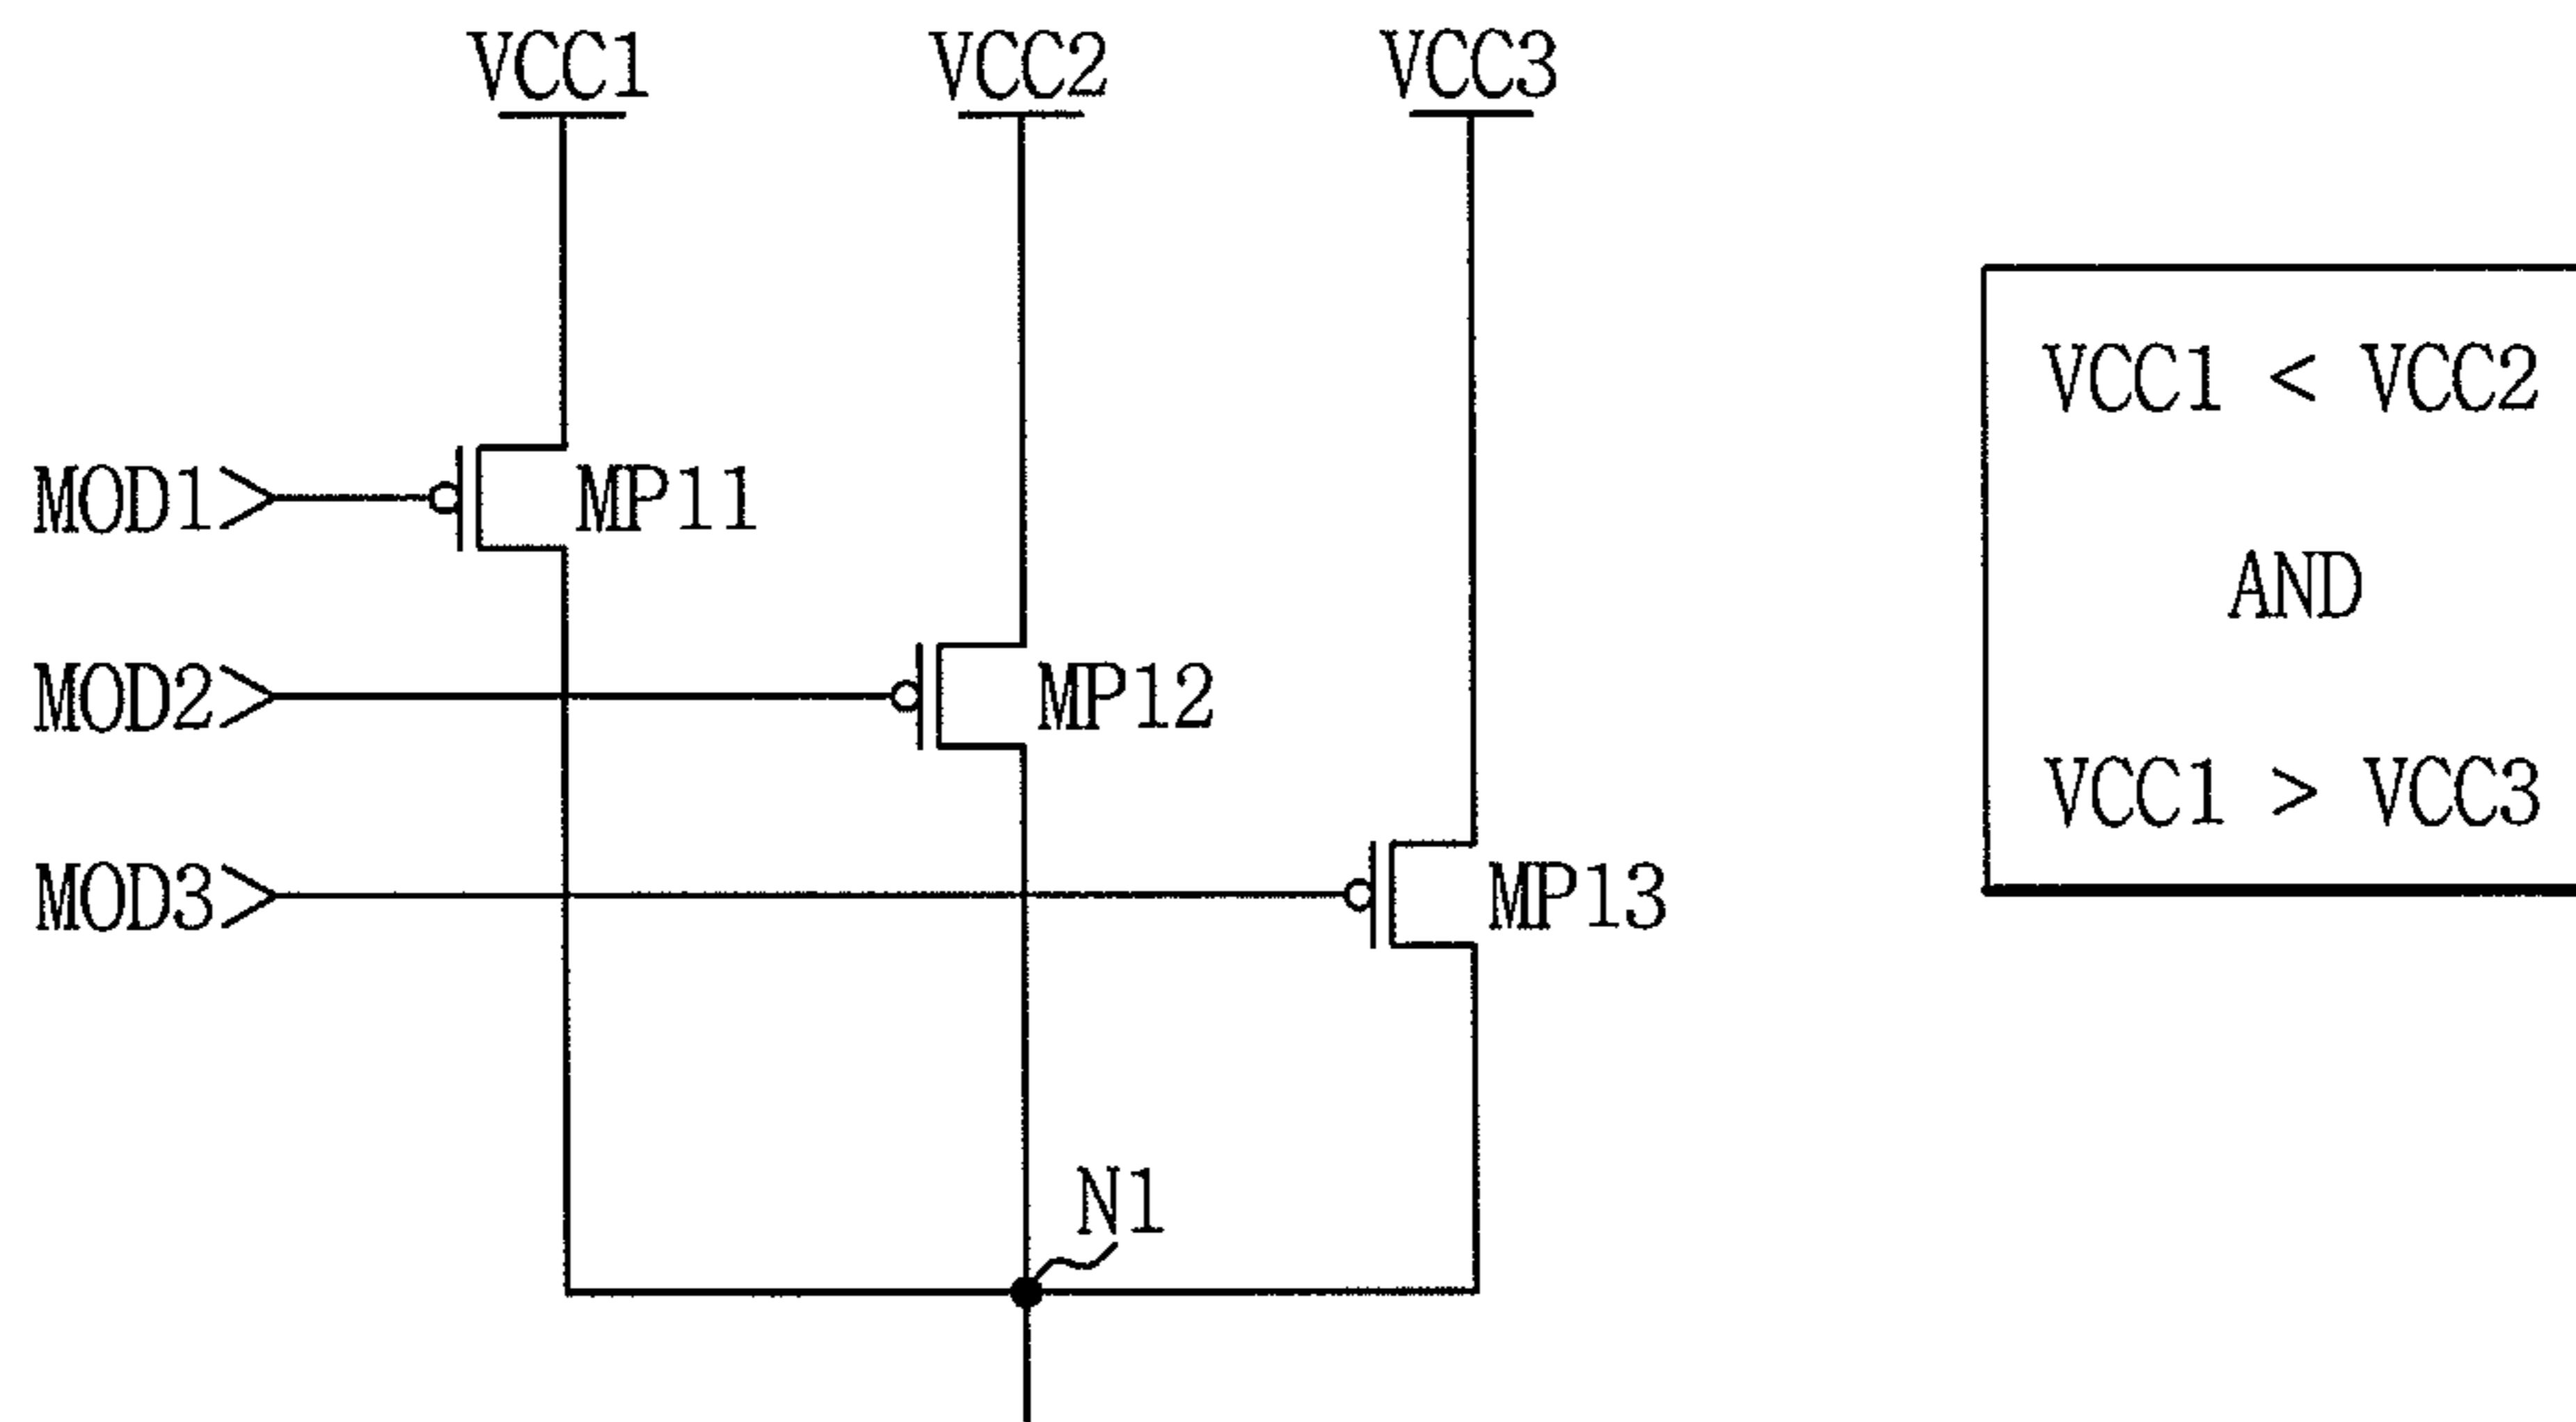 VCC1 VCC2 VCC3
VCC1 < VCC2
MOD1 MP11
AND
MOD2 MP12
VCC1 > VCC3
MOD3 MP13
N1